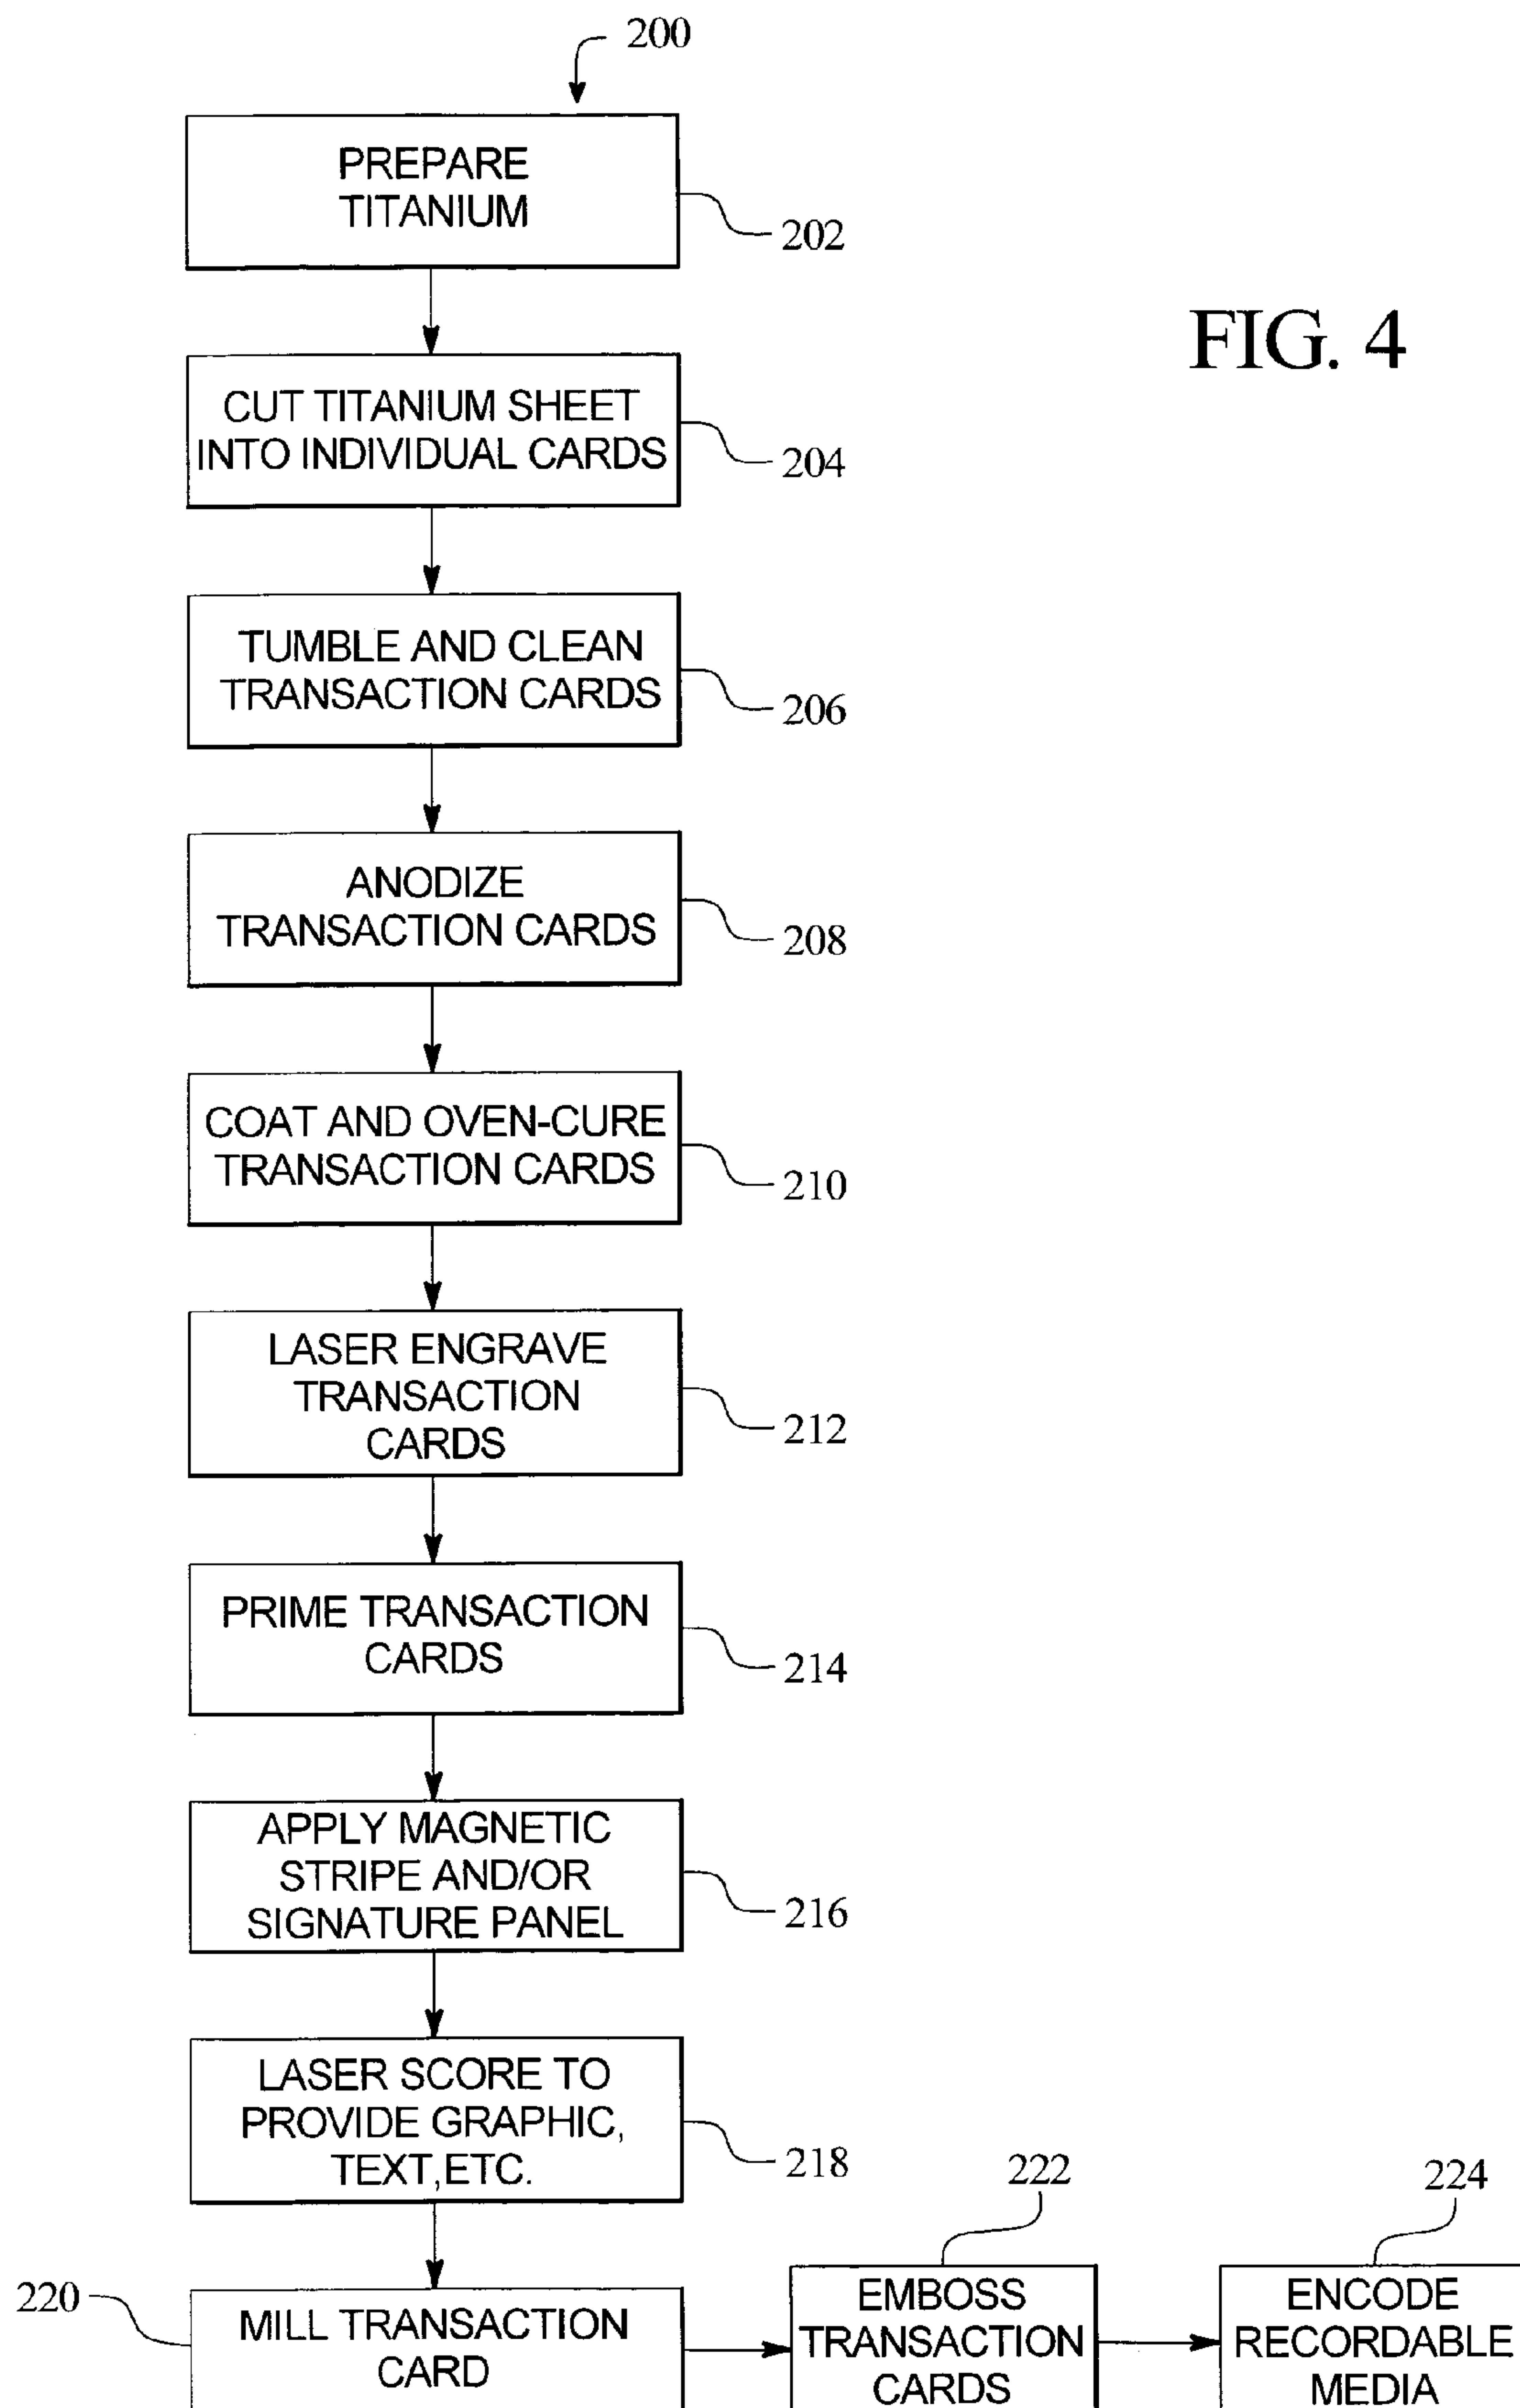 200
PREPARE
TITANIUM
202
FIG. 4
CUT TITANIUM SHEET
INTO INDIVIDUAL CARDS
204
TUMBLE AND CLEAN
TRANSACTION CARDS
206
ANODIZE
TRANSACTION CARDS
208
COAT AND OVEN-CURE
TRANSACTION CARDS
210
LASER ENGRAVE
TRANSACTION
CARDS
212
PRIME TRANSACTION
CARDS
214
APPLY MAGNETIC
STRIPE AND/OR
SIGNATURE PANEL
216
LASER SCORE TO
PROVIDE GRAPHIC,
TEXT,ETC.
218
220
MILL TRANSACTION
CARD
222
EMBOSS
TRANSACTION
CARDS
224
ENCODE
RECORDABLE
MEDIA